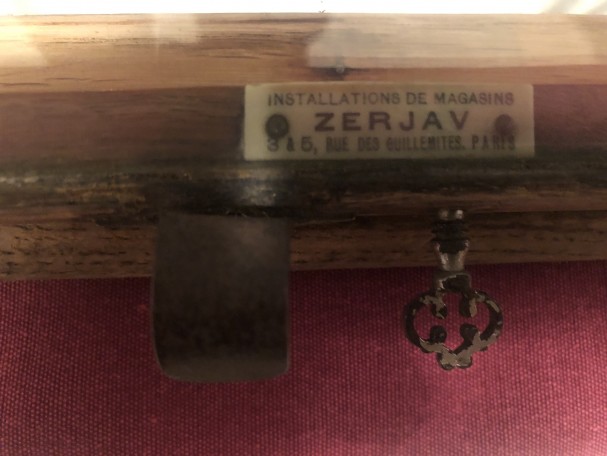 INSTALLATIONS DE MAGASINS
ZERJAV
3 & 5, RUE DES GUILLEMITES. PARIS